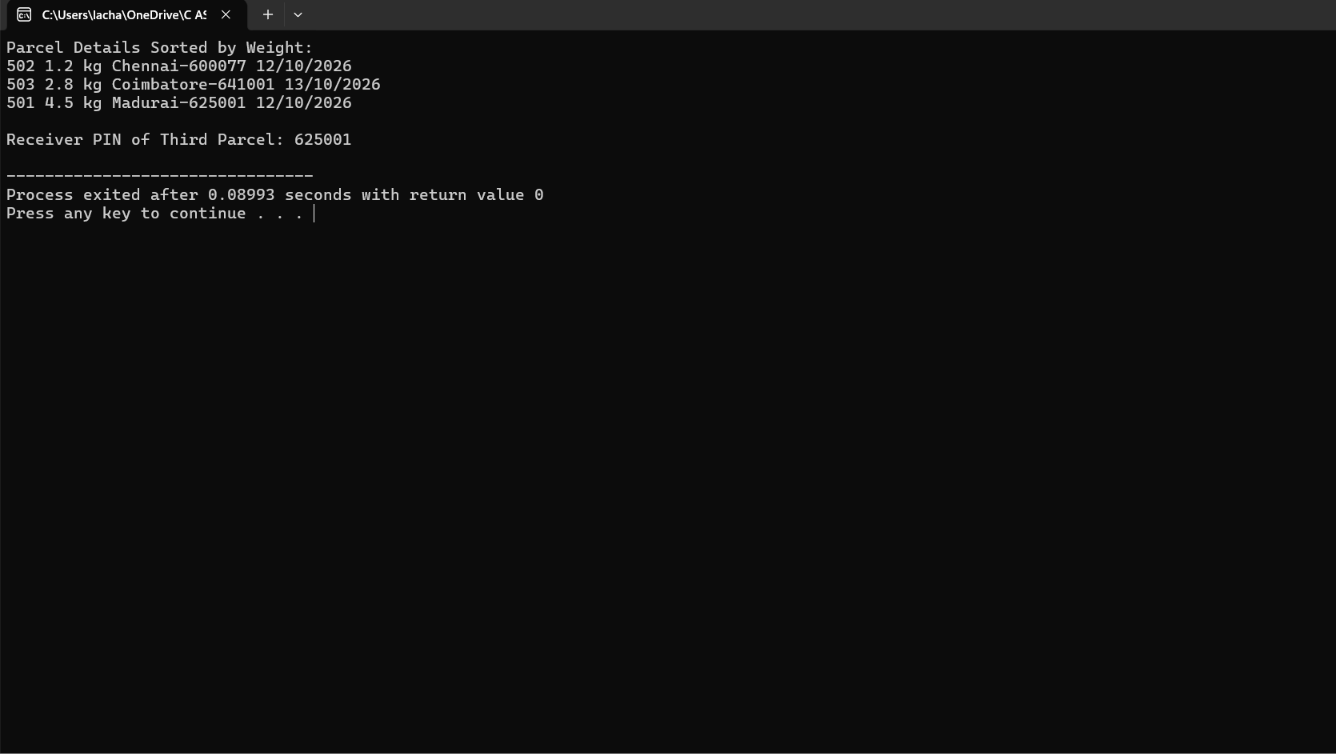 C:\Users\lacha\OneDrive\C AS
Parcel Details Sorted by Weight:
502 1.2 kg Chennai-600077 12/10/2026
503 2.8 kg Coimbatore-641001 13/10/2026
501 4.5 kg Madurai-625001 12/10/2026
Receiver PIN of Third Parcel: 625001
--------------------------------
Process exited after 0.08993 seconds with return value 0
Press any key to continue . . .